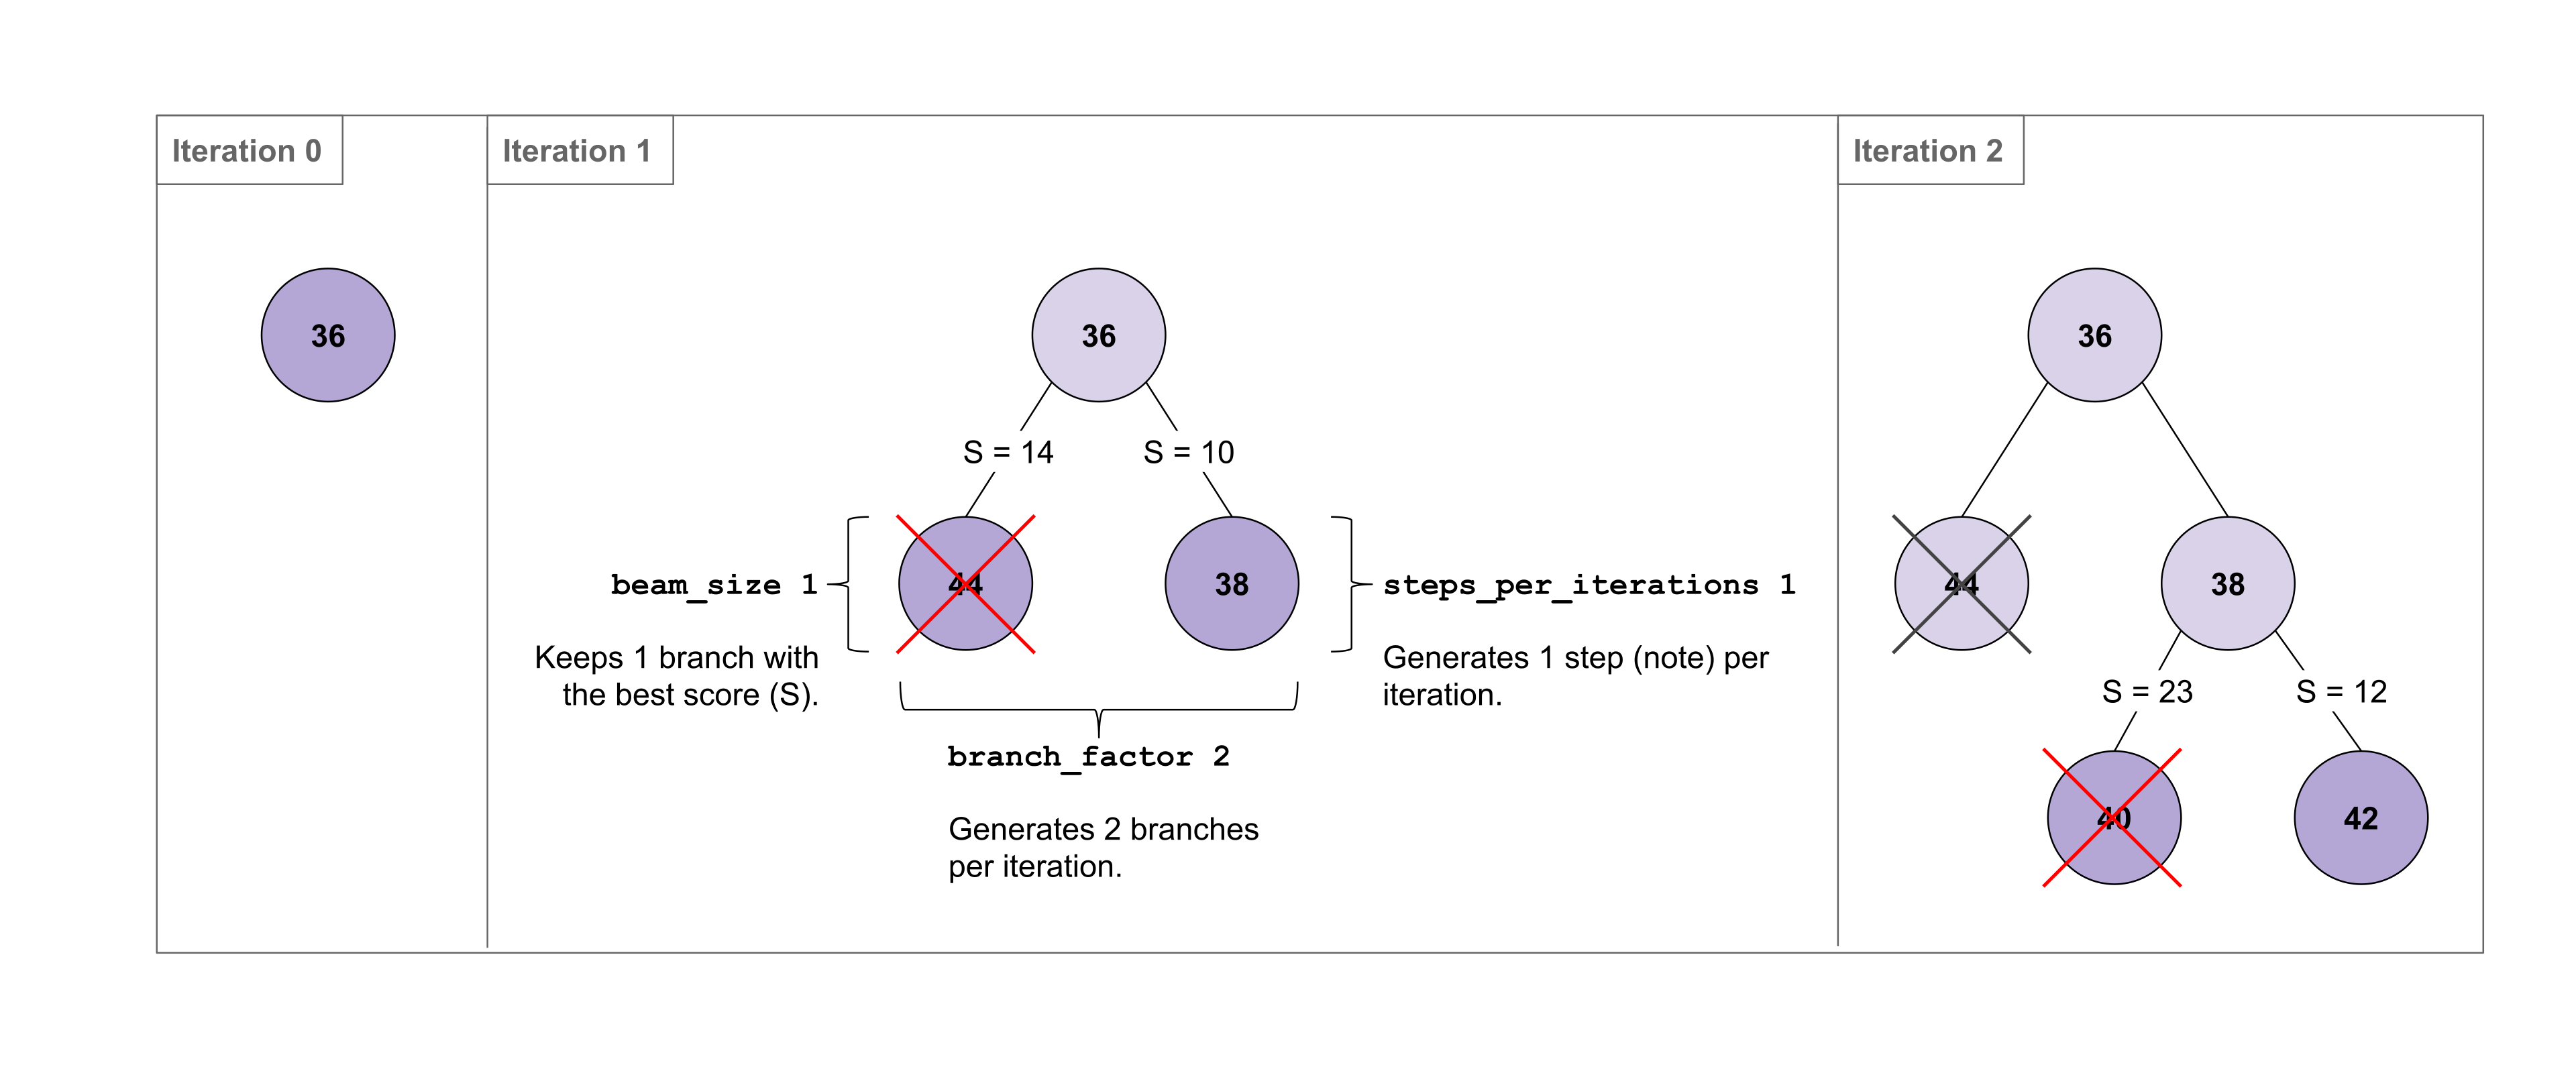 Iteration 0
36
Iteration 1
36
S = 14
S = 10
44
38
beam_size 1
Keeps 1 branch with
the best score (S).
steps_per_iterations 1
Generates 1 step (note) per
iteration.
branch_factor 2
Generates 2 branches
per iteration.
Iteration 2
36
44
38
S = 23
S = 12
40
42